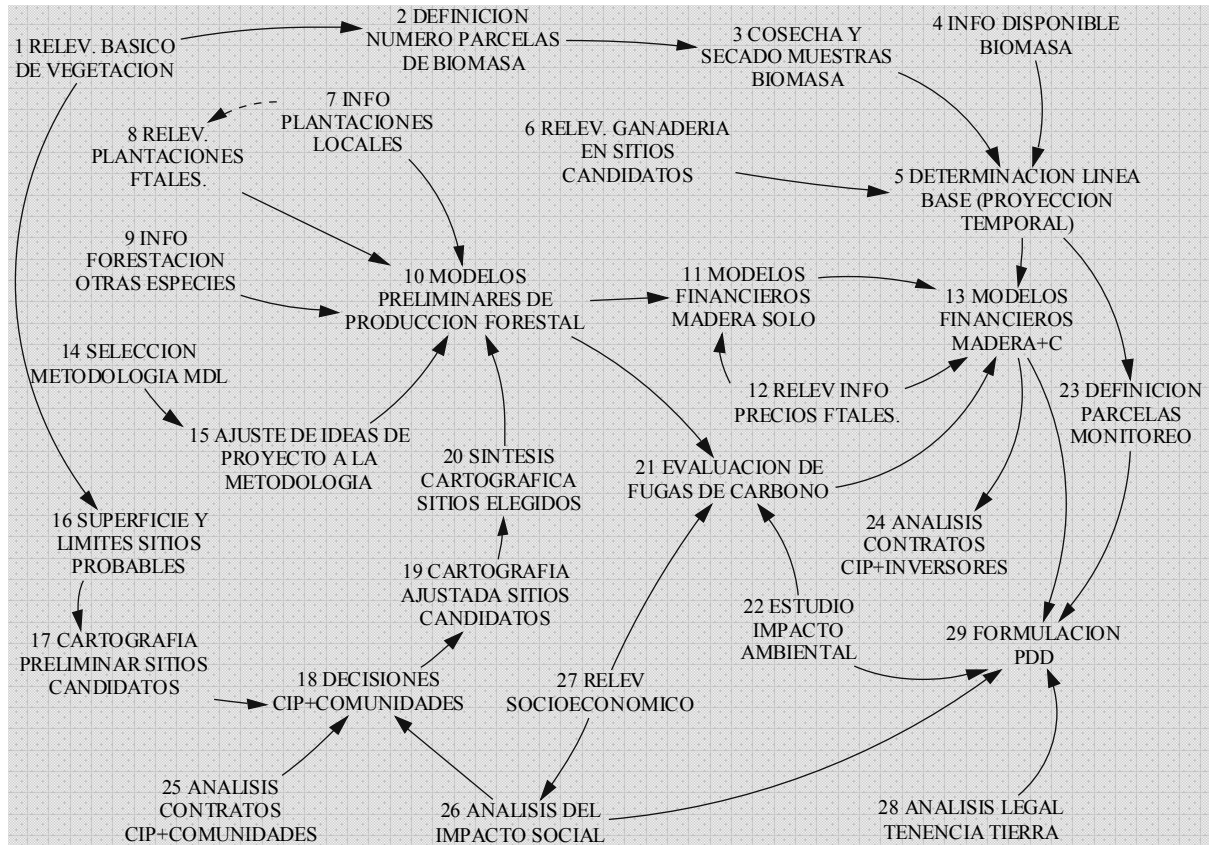 1 RELEV. BASICO
DE VEGETACION
2 DEFINICION
NUMERO PARCELAS
DE BIOMASA
3 COSECHA Y
SECADO MUESTRAS
BIOMASA
4 INFO DISPONIBLE
BIOMASA
7 INFO
PLANTACIONES
LOCALES
8 RELEV.
PLANTACIONES
FTALES.
6 RELEV. GANADERIA
EN SITIOS
CANDIDATOS
5 DETERMINACION LINEA
BASE (PROYECCION
TEMPORAL)
9 INFO
FORESTACION
OTRAS ESPECIES
10 MODELOS
PRELIMINARES DE
PRODUCCION FORESTAL
11 MODELOS
FINANCIEROS
MADERA SOLO
13 MODELOS
FINANCIEROS
MADERA+C
14 SELECCION
METODOLOGIA MDL
12 RELEV INFO
PRECIOS FTALES.
23 DEFINICION
PARCELAS
MONITOREO
15 AJUSTE DE IDEAS DE
PROYECTO A LA
METODOLOGIA
20 SINTESIS
CARTOGRAFICA
SITIOS ELEGIDOS
21 EVALUACION DE
FUGAS DE CARBONO
16 SUPERFICIE Y
LIMITES SITIOS
PROBABLES
24 ANALISIS
CONTRATOS
CIP+INVERSORES
19 CARTOGRAFIA
AJUSTADA SITIOS
CANDIDATOS
22 ESTUDIO
IMPACTO
AMBIENTAL
29 FORMULACION
PDD
17 CARTOGRAFIA
PRELIMINAR SITIOS
CANDIDATOS
18 DECISIONES
CIP+COMUNIDADES
27 RELEV
SOCIOECONOMICO
25 ANALISIS
CONTRATOS
CIP+COMUNIDADES
26 ANALISIS DEL
IMPACTO SOCIAL
28 ANALISIS LEGAL
TENENCIA TIERRA